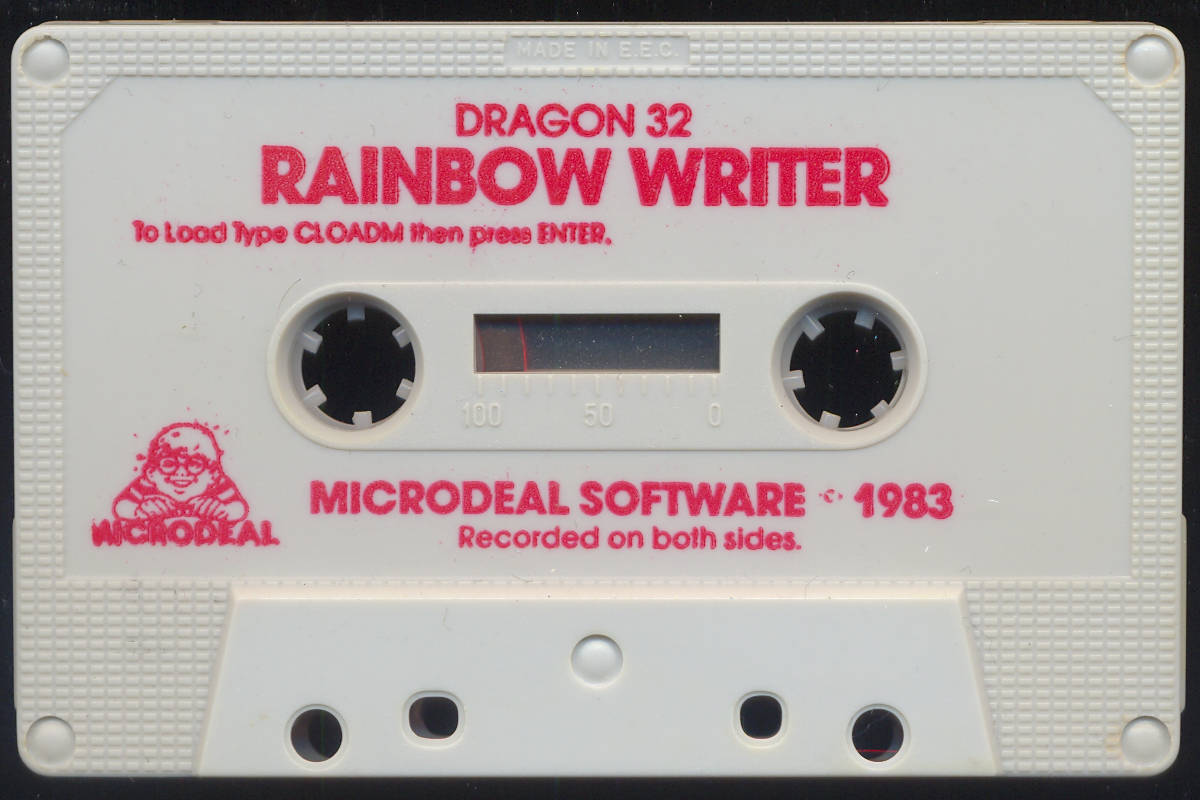 MADE IN E.E.C.
DRAGON 32
RAINBOW WRITER
To Load Type CLOADM then press ENTER.
100 50 0
MICRODEAL
MICRODEAL SOFTWARE © 1983
Recorded on both sides.